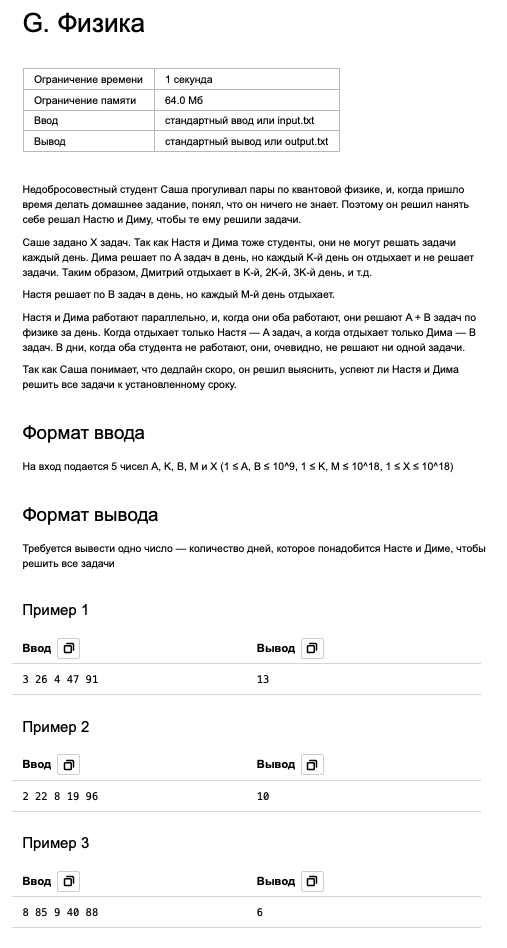 G. Физика
Ограничение времени 1 секунда
Ограничение памяти 64.0 Мб
Ввод стандартный ввод или input.txt
Вывод стандартный вывод или output.txt
Недобросовестный студент Саша прогуливал пары по квантовой физике, и, когда пришло
время делать домашнее задание, понял, что он ничего не знает. Поэтому он решил нанять
себе решал Настю и Диму, чтобы те ему решили задачи.
Саше задано X задач. Так как Настя и Дима тоже студенты, они не могут решать задачи
каждый день. Дима решает по A задач в день, но каждый K-й день он отдыхает и не решает
задачи. Таким образом, Дмитрий отдыхает в K-й, 2K-й, 3K-й день, и т.д.
Настя решает по B задач в день, но каждый M-й день отдыхает.
Настя и Дима работают параллельно, и, когда они оба работают, они решают A + B задач по
физике за день. Когда отдыхает только Настя — A задач, а когда отдыхает только Дима — B
задач. В дни, когда оба студента не работают, они, очевидно, не решают ни одной задачи.
Так как Саша понимает, что дедлайн скоро, он решил выяснить, успеют ли Настя и Дима
решить все задачи к установленному сроку.
Формат ввода
На вход подается 5 чисел A, K, B, M и X (1 ≤ A, B ≤ 10^9, 1 ≤ K, M ≤ 10^18, 1 ≤ X ≤ 10^18)
Формат вывода
Требуется вывести одно число — количество дней, которое понадобится Насте и Диме, чтобы
решить все задачи
Пример 1
Ввод Вывод
3 26 4 47 91 13
Пример 2
Ввод Вывод
2 22 8 19 96 10
Пример 3
Ввод Вывод
8 85 9 40 88 6